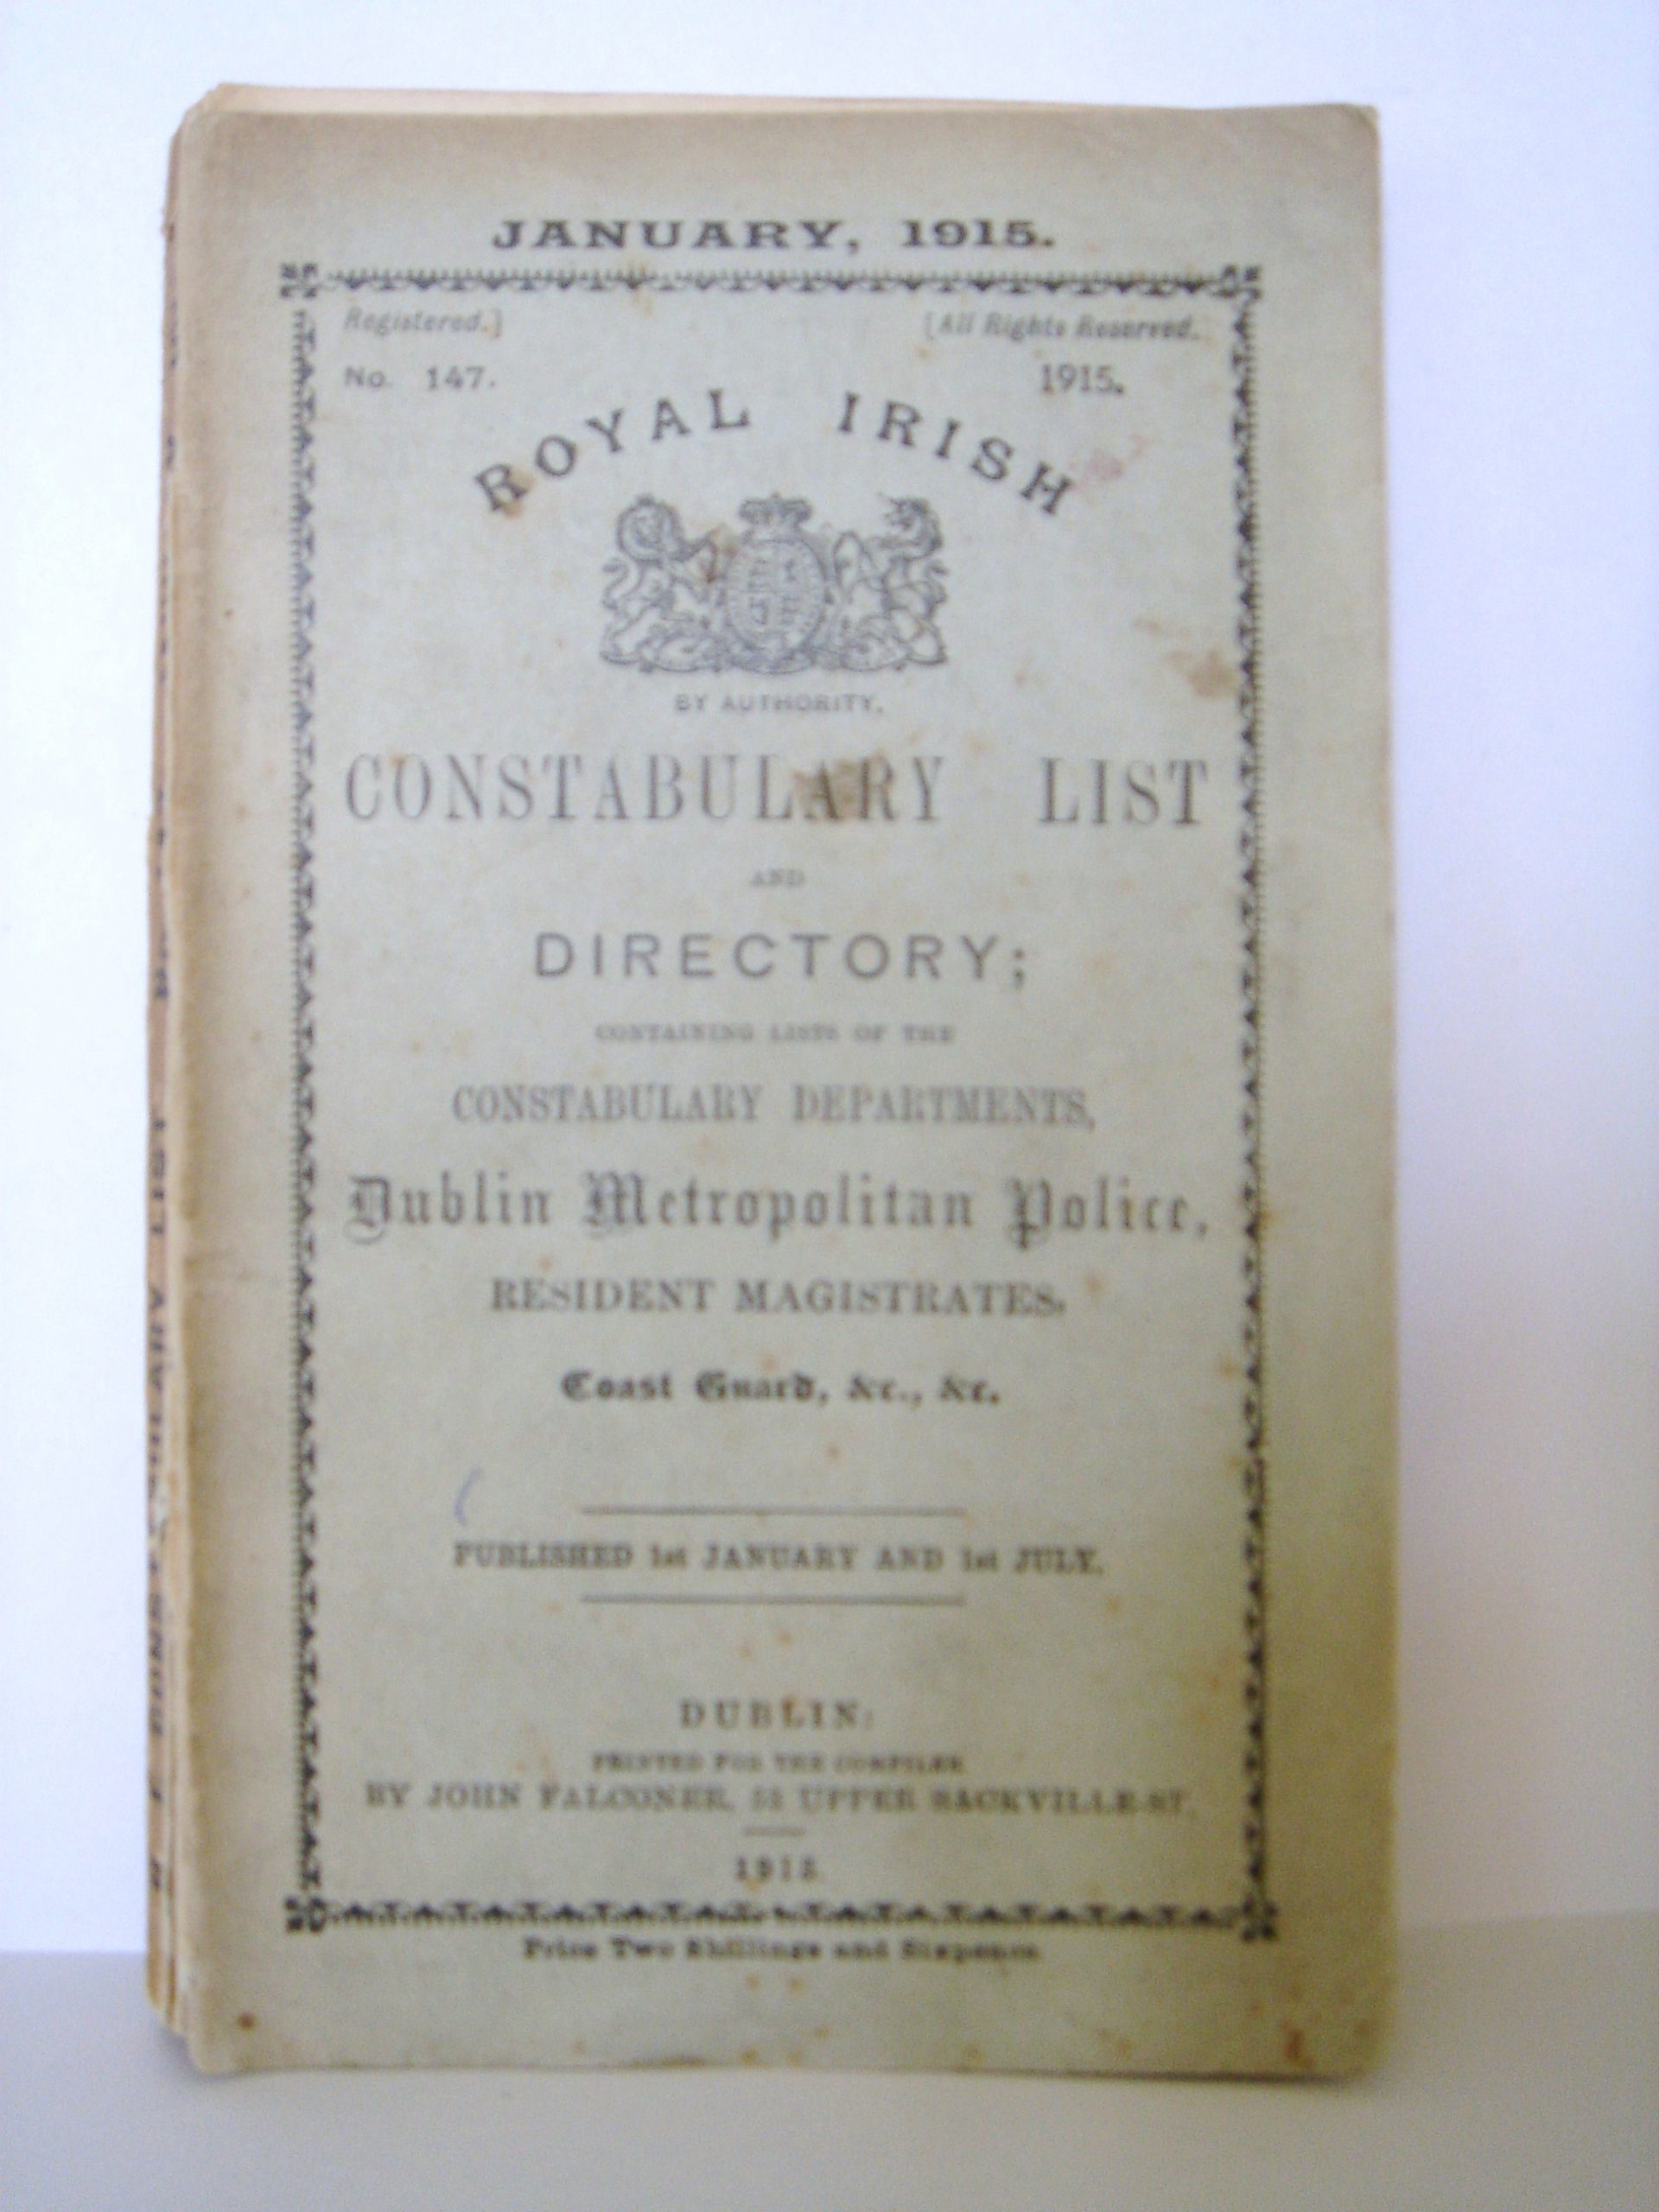 JANUARY, 1915.
Registered.] [All Rights Reserved.
No. 147. 1915.
ROYAL IRISH
BY AUTHORITY.
CONSTABULARY LIST
AND
DIRECTORY;
CONTAINING LISTS OF THE
CONSTABULARY DEPARTMENTS,
Dublin Metropolitan Police,
RESIDENT MAGISTRATES,
Coast Guard, &c., &c.
PUBLISHED 1st JANUARY AND 1st JULY.
DUBLIN:
PRINTED FOR THE COMPILER
BY JOHN FALCONER, UPPER SACKVILLE-ST.
1915
Price Two Shillings and Sixpence.